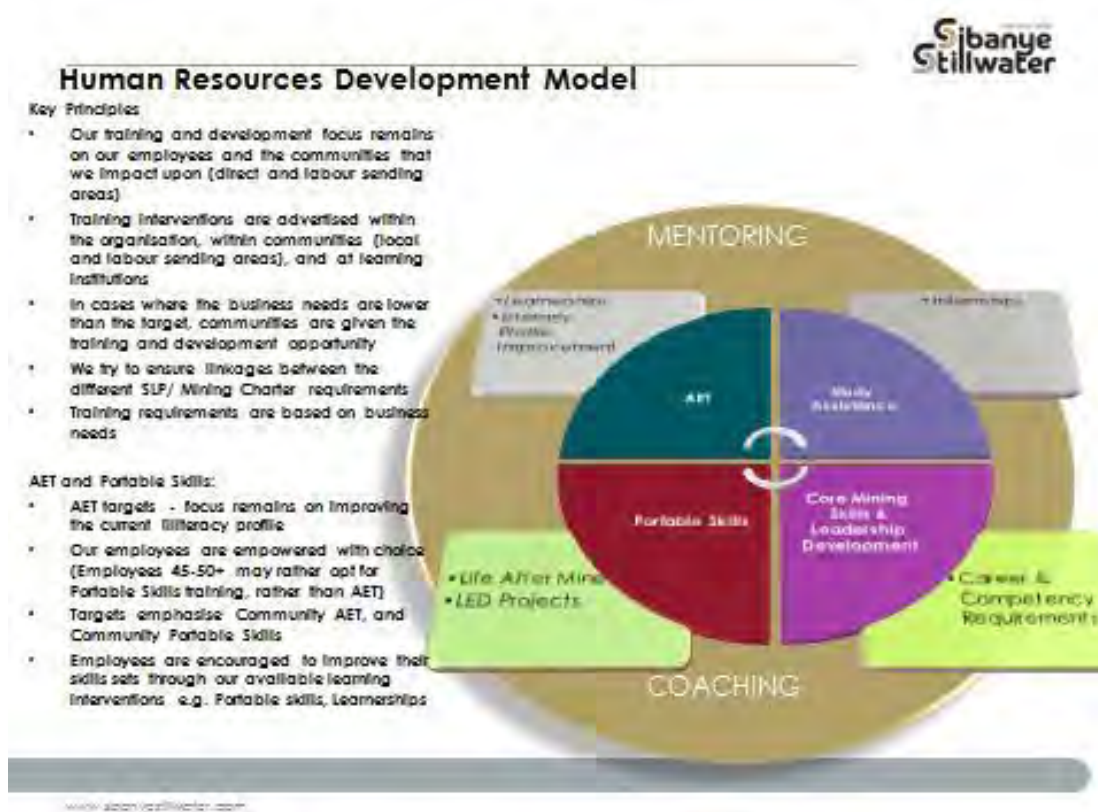 Sibanye
Stillwater
Human Resources Development Model
Key Principles
• Our training and development focus remains
on our employees and the communities that
we impact upon (direct and labour sending
areas)
• Training interventions are advertised within
the organisation, within communities (local
and labour sending areas), and at learning
institutions
• In cases where the business needs are lower
than the target, communities are given the
training and development opportunity
• We try to ensure linkages between the
different SLP/ Mining Charter requirements
• Training requirements are based on business
needs
AET and Portable Skills:
• AET targets - focus remains on improving
the current illiteracy profile
• Our employees are empowered with choice
(Employees 45-50+ may rather opt for
Portable Skills training, rather than AET)
• Targets emphasise Community AET, and
Community Portable Skills
• Employees are encouraged to improve their
skills sets through our available learning
interventions e.g. Portable skills, Learnerships
MENTORING
• Learnerships
• Literacy
Profile
Improvement
• Internships
AET
Study
Assistance
Portable Skills
Core Mining
Skills &
Leadership
Development
• Life After Mine
• LED Projects
• Career &
Competency
Requirements
COACHING
www.sibanyestillwater.com